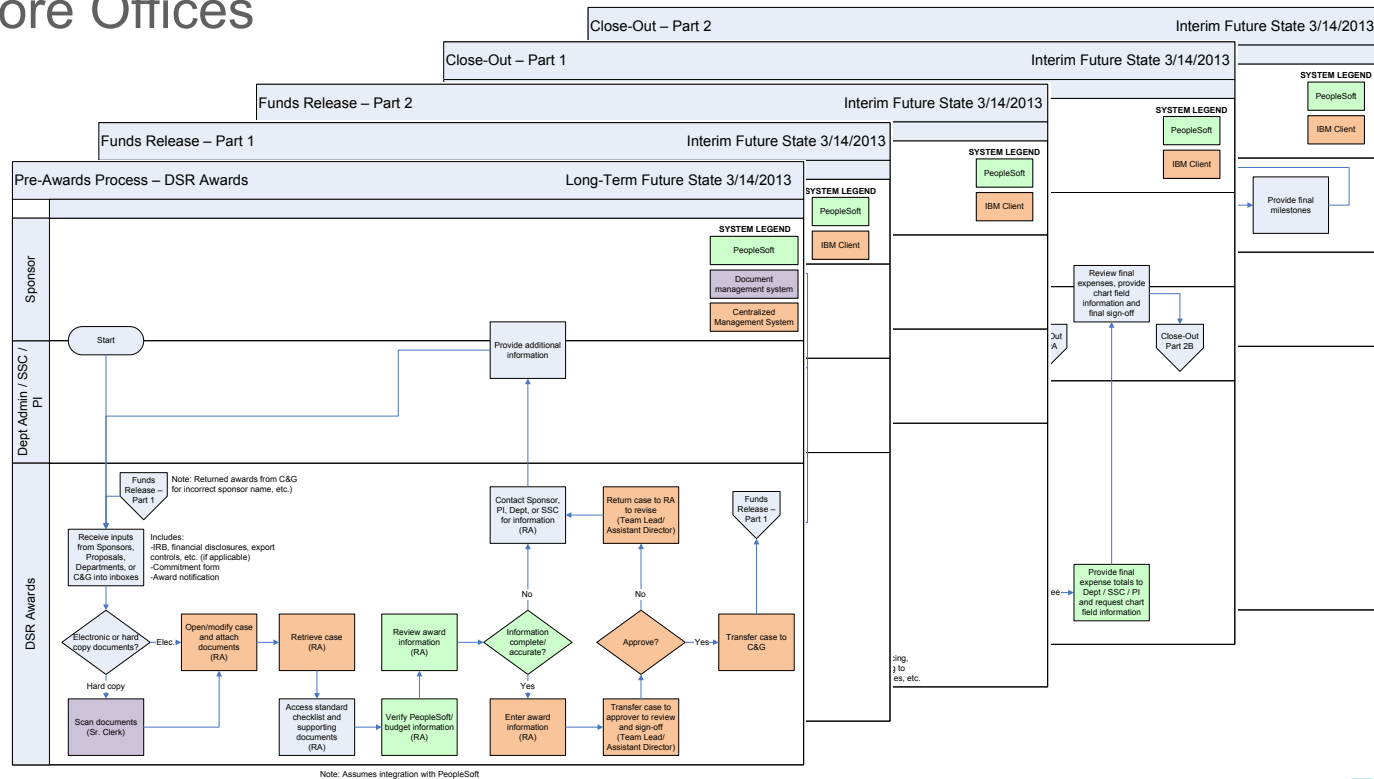 ore Offices
Close-Out – Part 2
Interim Future State 3/14/2013
SYSTEM LEGEND
PeopleSoft
IBM Client
Provide final
milestones
Close-Out – Part 1
Interim Future State 3/14/2013
SYSTEM LEGEND
PeopleSoft
IBM Client
Review final
expenses, provide
chart field
information and
final sign-off
Out
A
Close-Out
Part 2B
ee
Provide final
expense totals to
Dept / SSC / PI
and request chart
field information
Funds Release – Part 2
Interim Future State 3/14/2013
SYSTEM LEGEND
PeopleSoft
IBM Client
cing,
g to
es, etc.
Funds Release – Part 1
Interim Future State 3/14/2013
SYSTEM LEGEND
PeopleSoft
IBM Client
Pre-Awards Process – DSR Awards
Long-Term Future State 3/14/2013
SYSTEM LEGEND
PeopleSoft
Document
management system
Centralized
Management System
Sponsor
Start
Provide additional
information
Dept Admin / SSC /
PI
DSR Awards
Funds
Release –
Part 1
Note: Returned awards from C&G
for incorrect sponsor name, etc.)
Receive inputs
from Sponsors,
Proposals,
Departments, or
C&G into inboxes
Includes:
-IRB, financial disclosures, export
controls, etc. (if applicable)
-Commitment form
-Award notification
Contact Sponsor,
PI, Dept, or SSC
for information
(RA)
Return case to RA
to revise
(Team Lead/
Assistant Director)
Funds
Release –
Part 1
Electronic or hard
copy documents?
Elec.
Open/modify case
and attach
documents
(RA)
Retrieve case
(RA)
Review award
information
(RA)
No
Information
complete/
accurate?
No
Approve?
Yes
Transfer case to
C&G
Hard copy
Scan documents
(Sr. Clerk)
Access standard
checklist and
supporting
documents
(RA)
Verify PeopleSoft/
budget information
(RA)
Yes
Enter award
information
(RA)
Transfer case to
approver to review
and sign-off
(Team Lead/
Assistant Director)
Note: Assumes integration with PeopleSoft